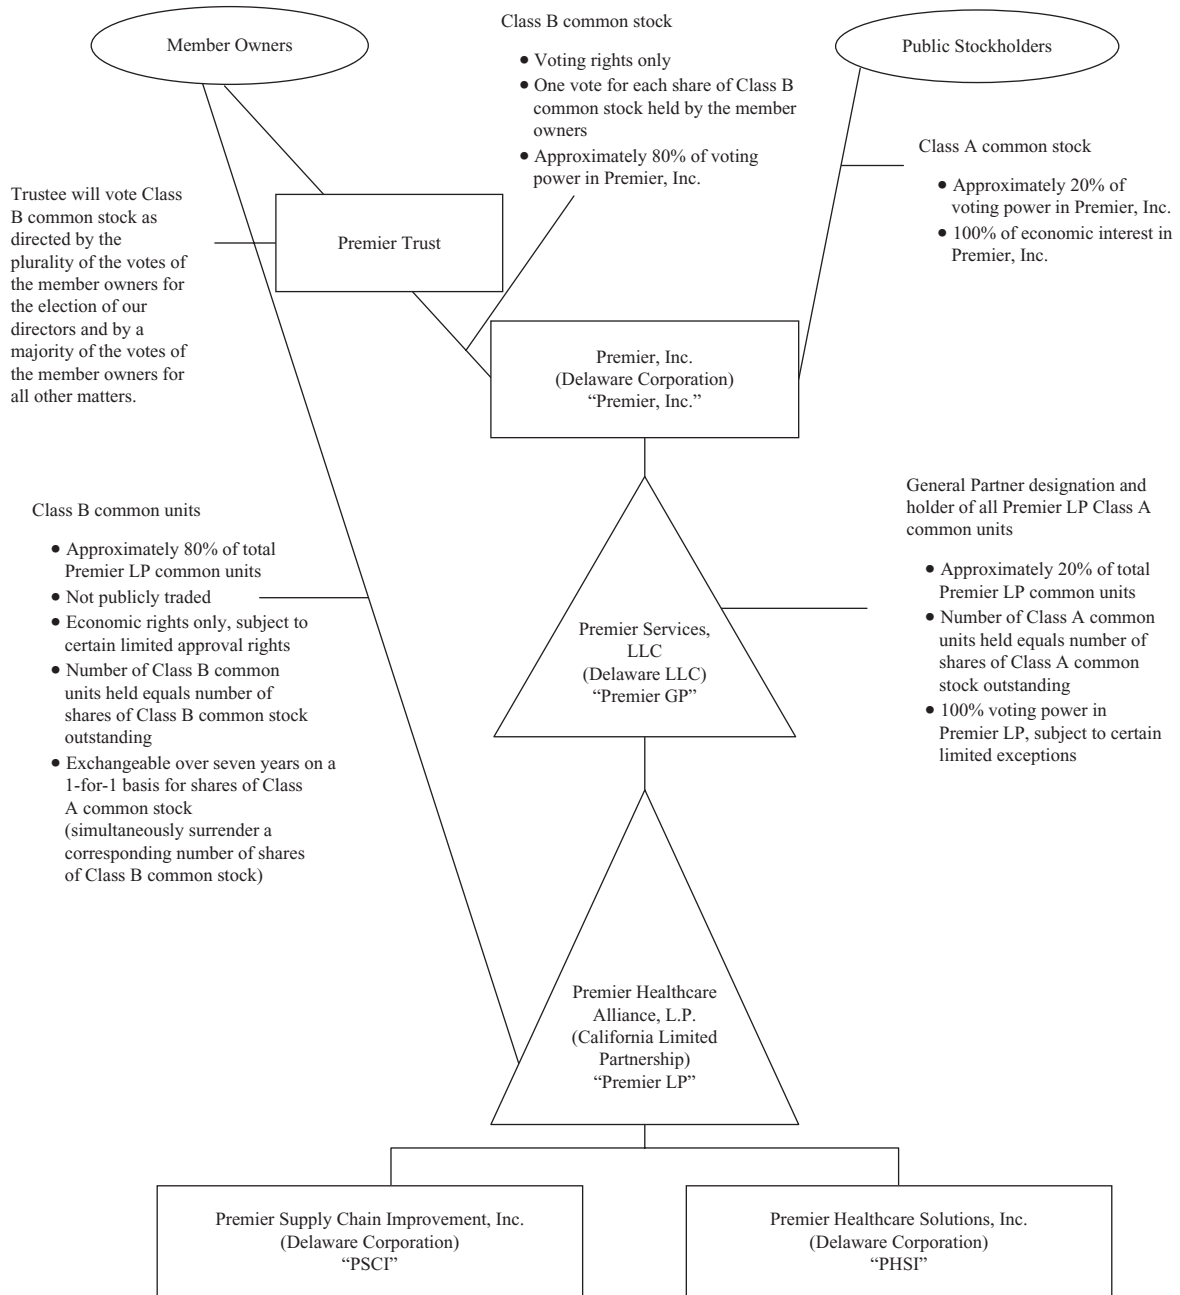 Member Owners
Class B common stock
• Voting rights only
• One vote for each share of Class B
common stock held by the member
owners
• Approximately 80% of voting
power in Premier, Inc.
Public Stockholders
Class A common stock
• Approximately 20% of
voting power in Premier, Inc.
• 100% of economic interest in
Premier, Inc.
Trustee will vote Class
B common stock as
directed by the
plurality of the votes of
the member owners for
the election of our
directors and by a
majority of the votes of
the member owners for
all other matters.
Premier Trust
Premier, Inc.
(Delaware Corporation)
“Premier, Inc.”
Class B common units
• Approximately 80% of total
Premier LP common units
• Not publicly traded
• Economic rights only, subject to
certain limited approval rights
• Number of Class B common
units held equals number of
shares of Class B common stock
outstanding
• Exchangeable over seven years on a
1-for-1 basis for shares of Class
A common stock
(simultaneously surrender a
corresponding number of shares
of Class B common stock)
General Partner designation and
holder of all Premier LP Class A
common units
• Approximately 20% of total
Premier LP common units
• Number of Class A common
units held equals number of
shares of Class A common
stock outstanding
• 100% voting power in
Premier LP, subject to certain
limited exceptions
Premier Services,
LLC
(Delaware LLC)
“Premier GP”
Premier Healthcare
Alliance, L.P.
(California Limited
Partnership)
“Premier LP”
Premier Supply Chain Improvement, Inc.
(Delaware Corporation)
“PSCI”
Premier Healthcare Solutions, Inc.
(Delaware Corporation)
“PHSI”